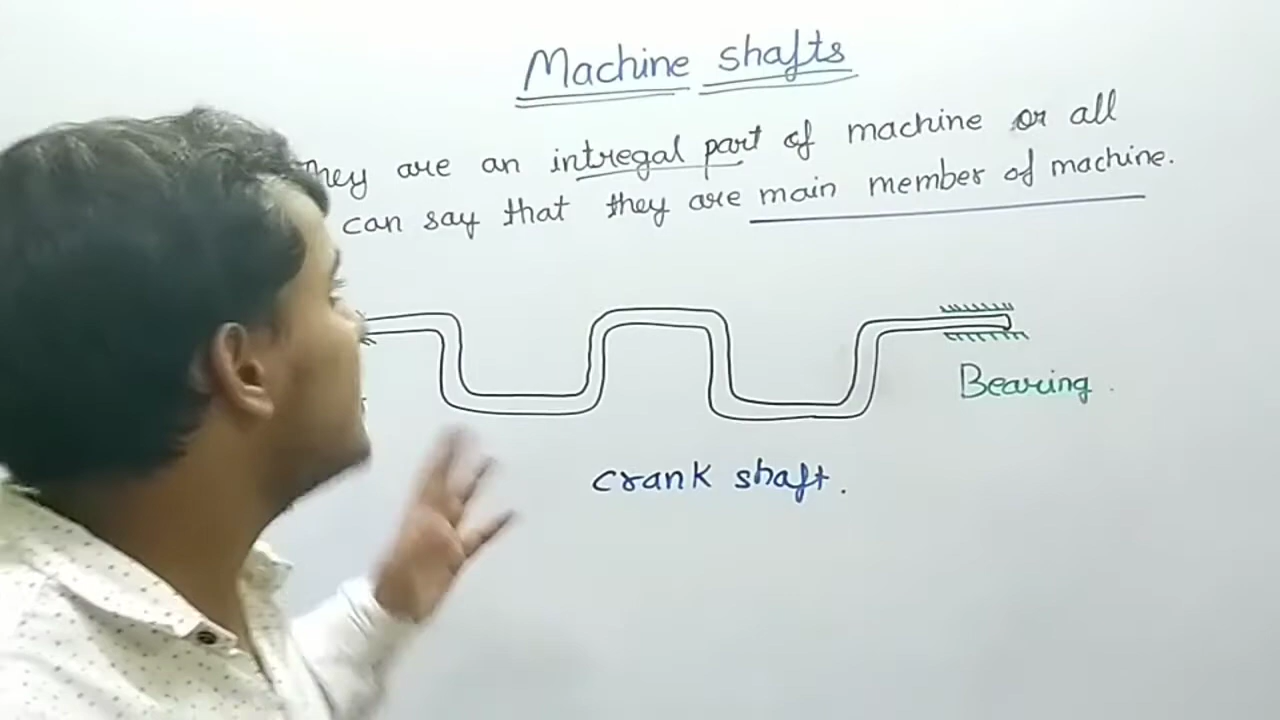 Machine shafts
They are an intregal part of machine or all
can say that they are main member of machine.
Bearing.
crank shaft.